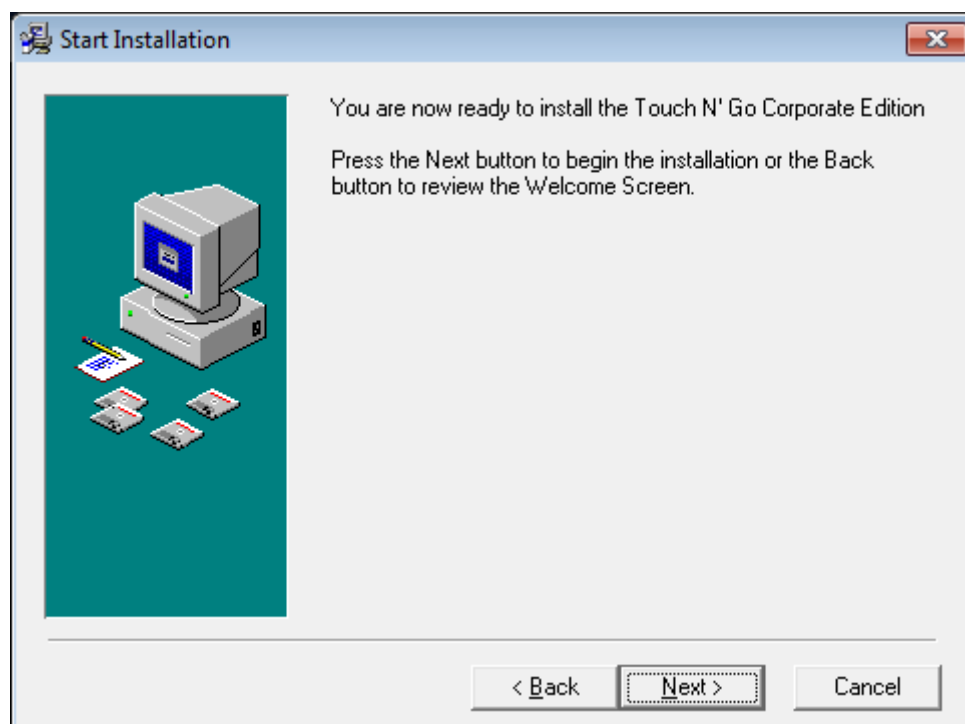 Start Installation
You are now ready to install the Touch N' Go Corporate Edition
Press the Next button to begin the installation or the Back
button to review the Welcome Screen.
< Back
Next >
Cancel